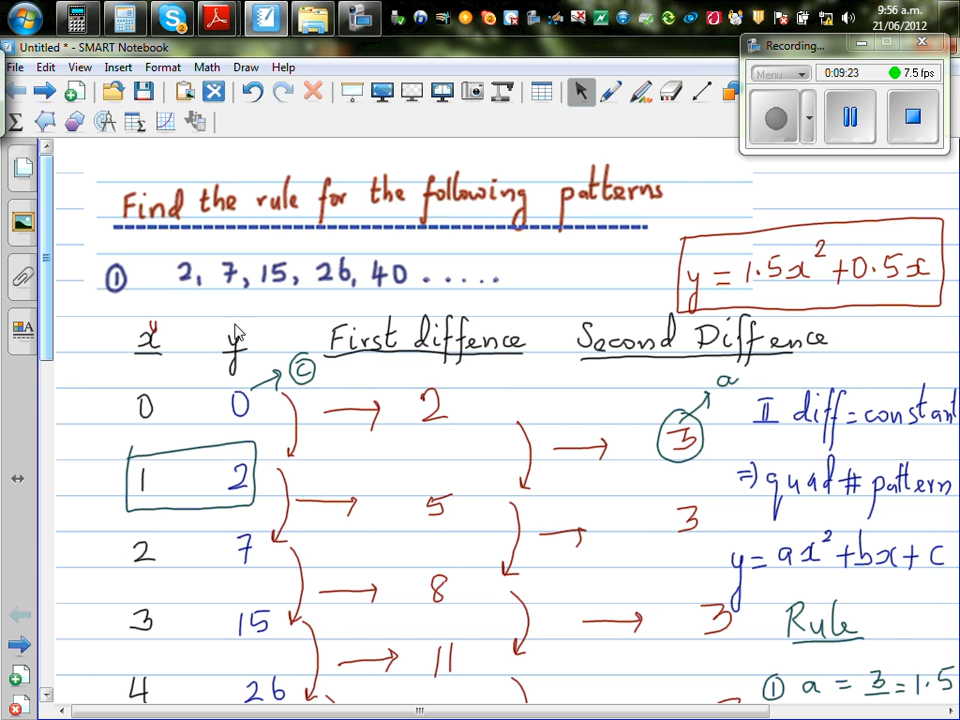 9:56 a.m.
21/06/2012
Untitled * - SMART Notebook
File Edit View Insert Format Math Draw Help
Recording...
Menu 0:09:23 7.5 fps
Find the rule for the following patterns
① 2, 7, 15, 26, 40 . . . . .
y = 1.5x² + 0.5x
x y First diffence Second Diffence
c
a
0 0 → 2
→ 3 II diff = constant
1 2 → 5
⇒ quad # pattern
→ 3
2 7 → 8
y = ax² + bx + c
3 15 → 3 Rule
→ 11
4 26
① a = 3 = 1.5